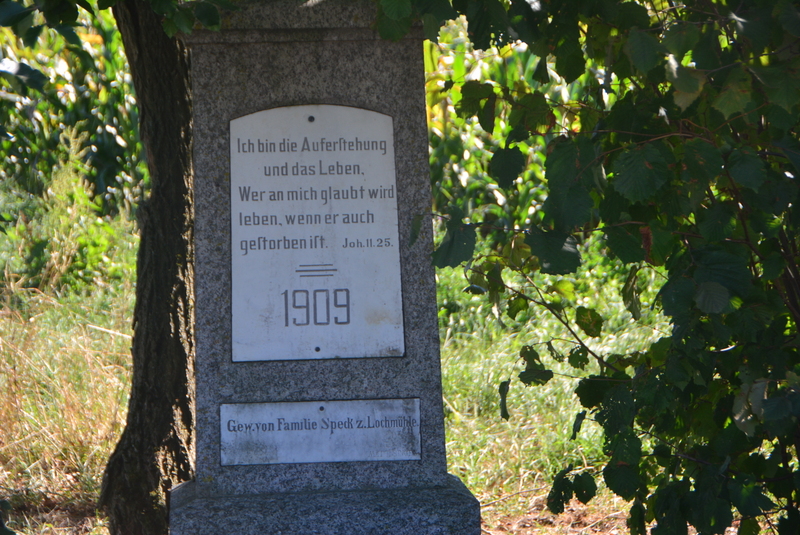 Ich bin die Auferſtehung
und das Leben.
Wer an mich glaubt wird
leben, wenn er auch
geſtorben iſt. Joh. 11. 25.
1909
Gew. von Familie Speck z. Lochmühle.